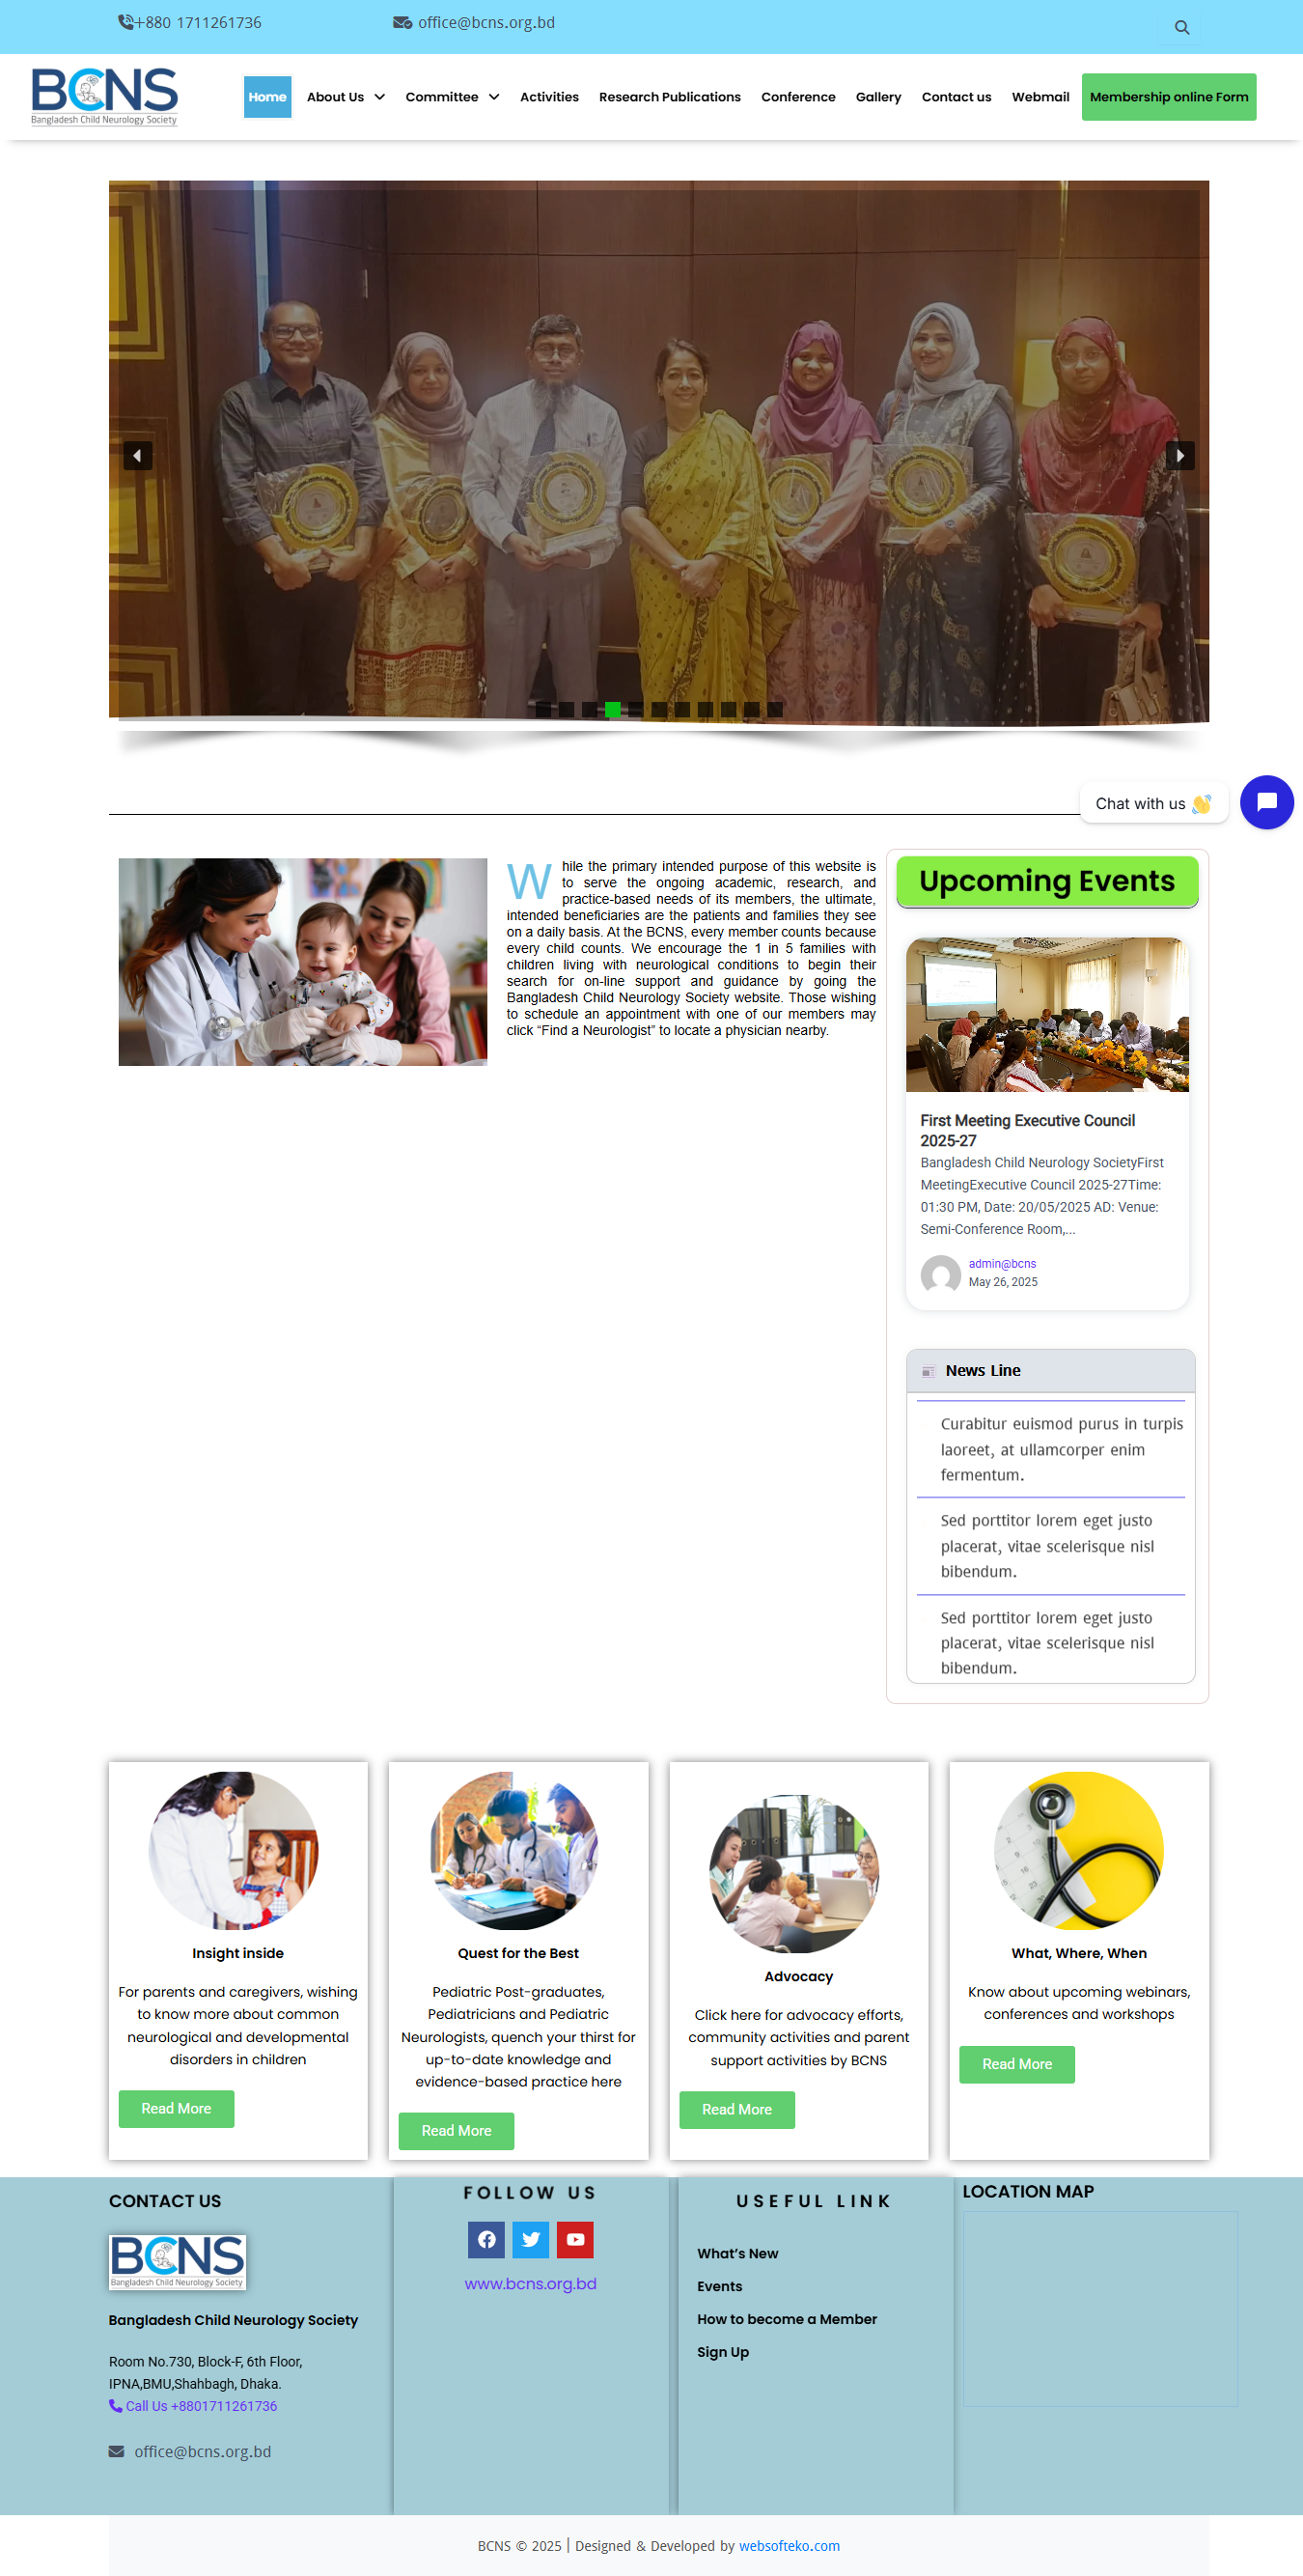 +880 1711261736
office@bcns.org.bd
BCNS
Bangladesh Child Neurology Society
Home
About Us
Committee
Activities
Research Publications
Conference
Gallery
Contact us
Webmail
Membership online Form
Chat with us 👋
While the primary intended purpose of this website is
to serve the ongoing academic, research, and
practice-based needs of its members, the ultimate,
intended beneficiaries are the patients and families they see
on a daily basis. At the BCNS, every member counts because
every child counts. We encourage the 1 in 5 families with
children living with neurological conditions to begin their
search for on-line support and guidance by going the
Bangladesh Child Neurology Society website. Those wishing
to schedule an appointment with one of our members may
click “Find a Neurologist” to locate a physician nearby.
Upcoming Events
First Meeting Executive Council
2025-27
Bangladesh Child Neurology SocietyFirst
MeetingExecutive Council 2025-27Time:
01:30 PM, Date: 20/05/2025 AD: Venue:
Semi-Conference Room,...
admin@bcns
May 26, 2025
News Line
Curabitur euismod purus in turpis
laoreet, at ullamcorper enim
fermentum.
Sed porttitor lorem eget justo
placerat, vitae scelerisque nisl
bibendum.
Sed porttitor lorem eget justo
placerat, vitae scelerisque nisl
bibendum.
Insight inside
For parents and caregivers, wishing
to know more about common
neurological and developmental
disorders in children
Read More
Quest for the Best
Pediatric Post-graduates,
Pediatricians and Pediatric
Neurologists, quench your thirst for
up-to-date knowledge and
evidence-based practice here
Read More
Advocacy
Click here for advocacy efforts,
community activities and parent
support activities by BCNS
Read More
What, Where, When
Know about upcoming webinars,
conferences and workshops
Read More
CONTACT US
BCNS
Bangladesh Child Neurology Society
Bangladesh Child Neurology Society
Room No.730, Block-F, 6th Floor,
IPNA,BMU,Shahbagh, Dhaka.
Call Us +8801711261736
office@bcns.org.bd
FOLLOW US
www.bcns.org.bd
USEFUL LINK
What’s New
Events
How to become a Member
Sign Up
LOCATION MAP
BCNS © 2025 | Designed & Developed by websofteko.com